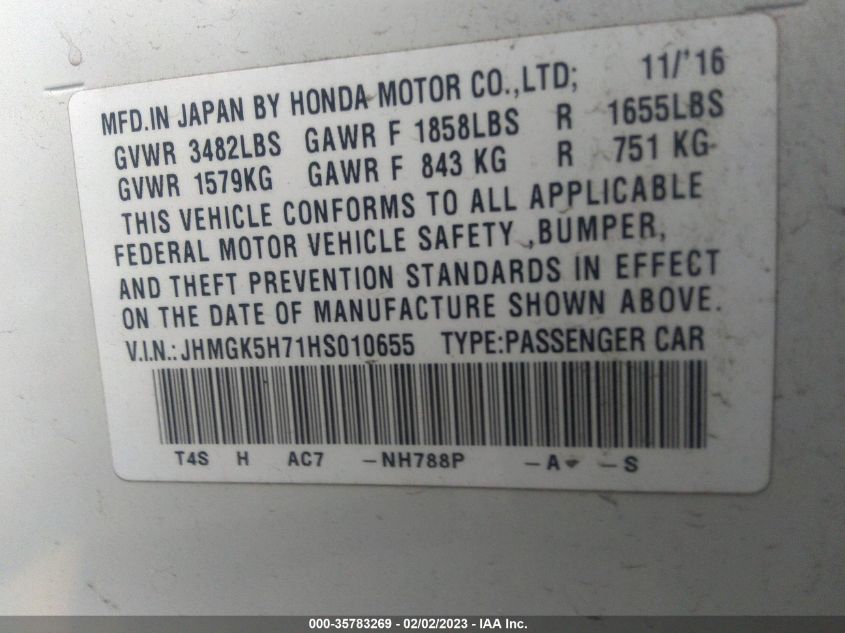 MFD.IN JAPAN BY HONDA MOTOR CO.,LTD; 11/'16
GVWR 3482LBS GAWR F 1858LBS R 1655LBS
GVWR 1579KG GAWR F 843 KG R 751 KG
THIS VEHICLE CONFORMS TO ALL APPLICABLE
FEDERAL MOTOR VEHICLE SAFETY ,BUMPER,
AND THEFT PREVENTION STANDARDS IN EFFECT
ON THE DATE OF MANUFACTURE SHOWN ABOVE.
V.I.N.:JHMGK5H71HS010655 TYPE:PASSENGER CAR
T4S H AC7 –NH788P –A– –S
000-35783269 - 02/02/2023 - IAA Inc.